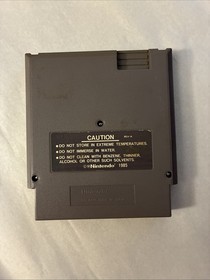 CAUTION
• DO NOT STORE IN EXTREME TEMPERATURES.
• DO NOT IMMERSE IN WATER.
• DO NOT CLEAN WITH BENZENE, THINNER,
ALCOHOL OR OTHER SUCH SOLVENTS.
©Nintendo 1985